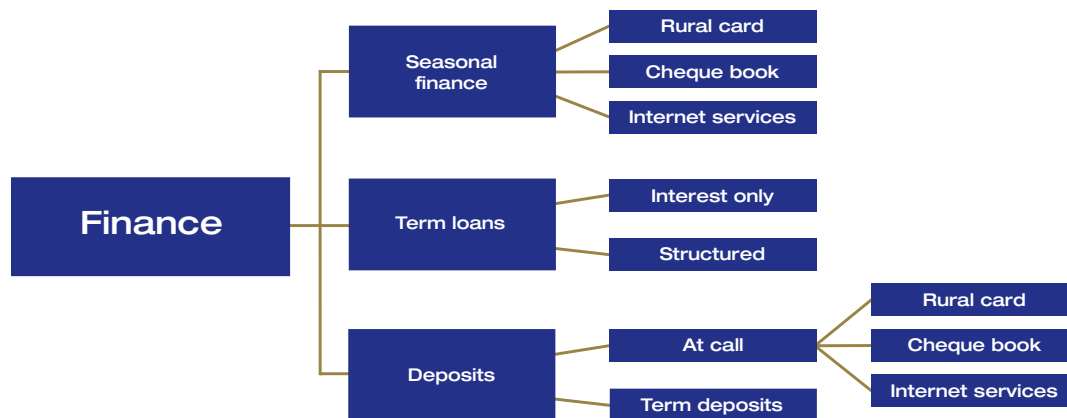 Finance
Seasonal
finance
Rural card
Cheque book
Internet services
Term loans
Interest only
Structured
Deposits
At call
Rural card
Cheque book
Internet services
Term deposits